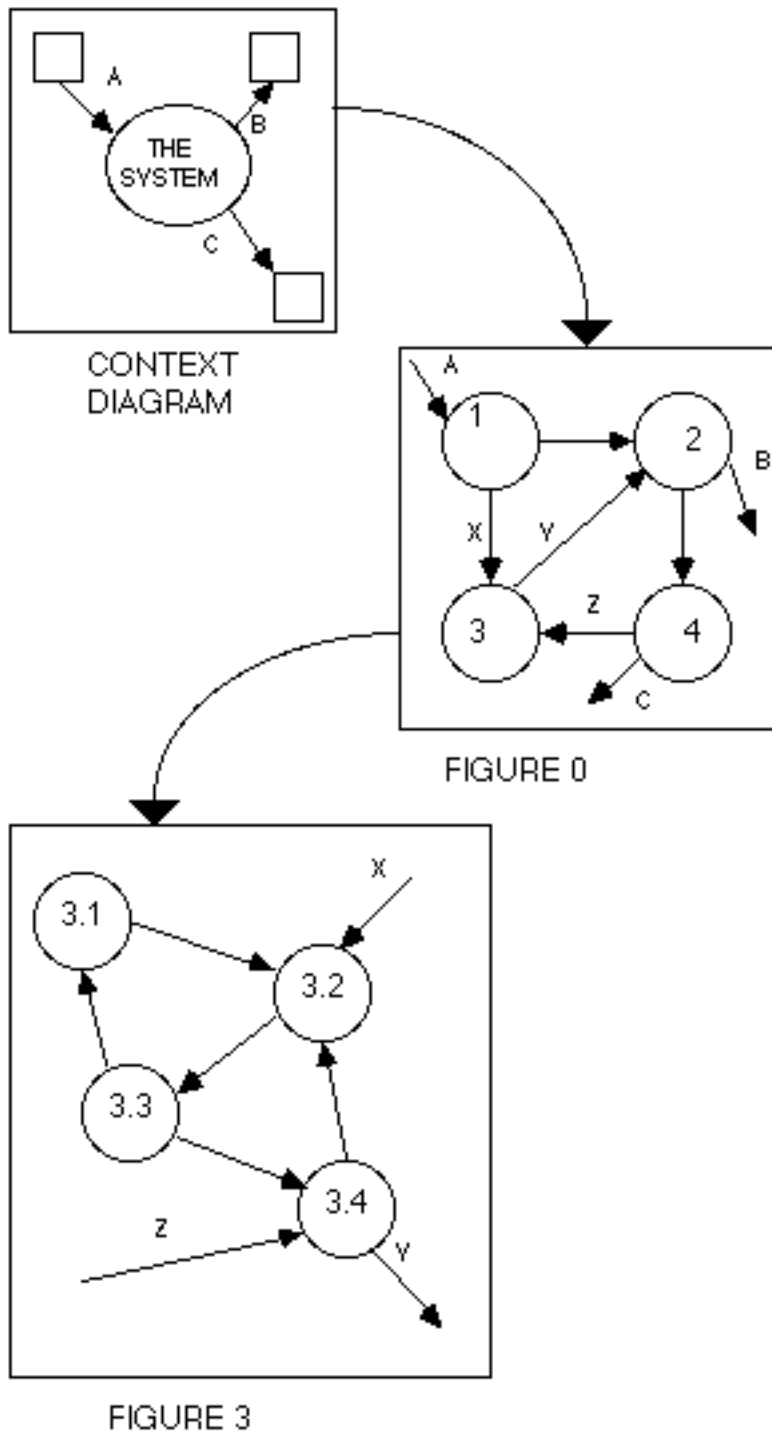 A
B
THE
SYSTEM
C
CONTEXT
DIAGRAM
A
1
2
B
X
Y
Z
3
4
C
FIGURE 0
X
3.1
3.2
3.3
3.4
Z
Y
FIGURE 3